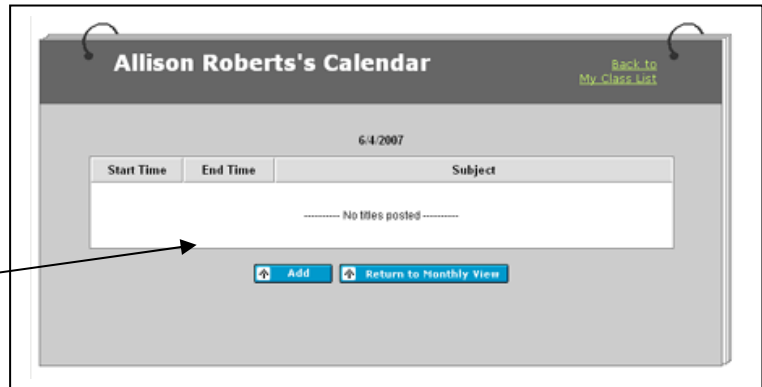 Allison Roberts's Calendar
Back to
My Class List
6/4/2007
Start Time End Time Subject
---------- No titles posted ----------
Add Return to Monthly View